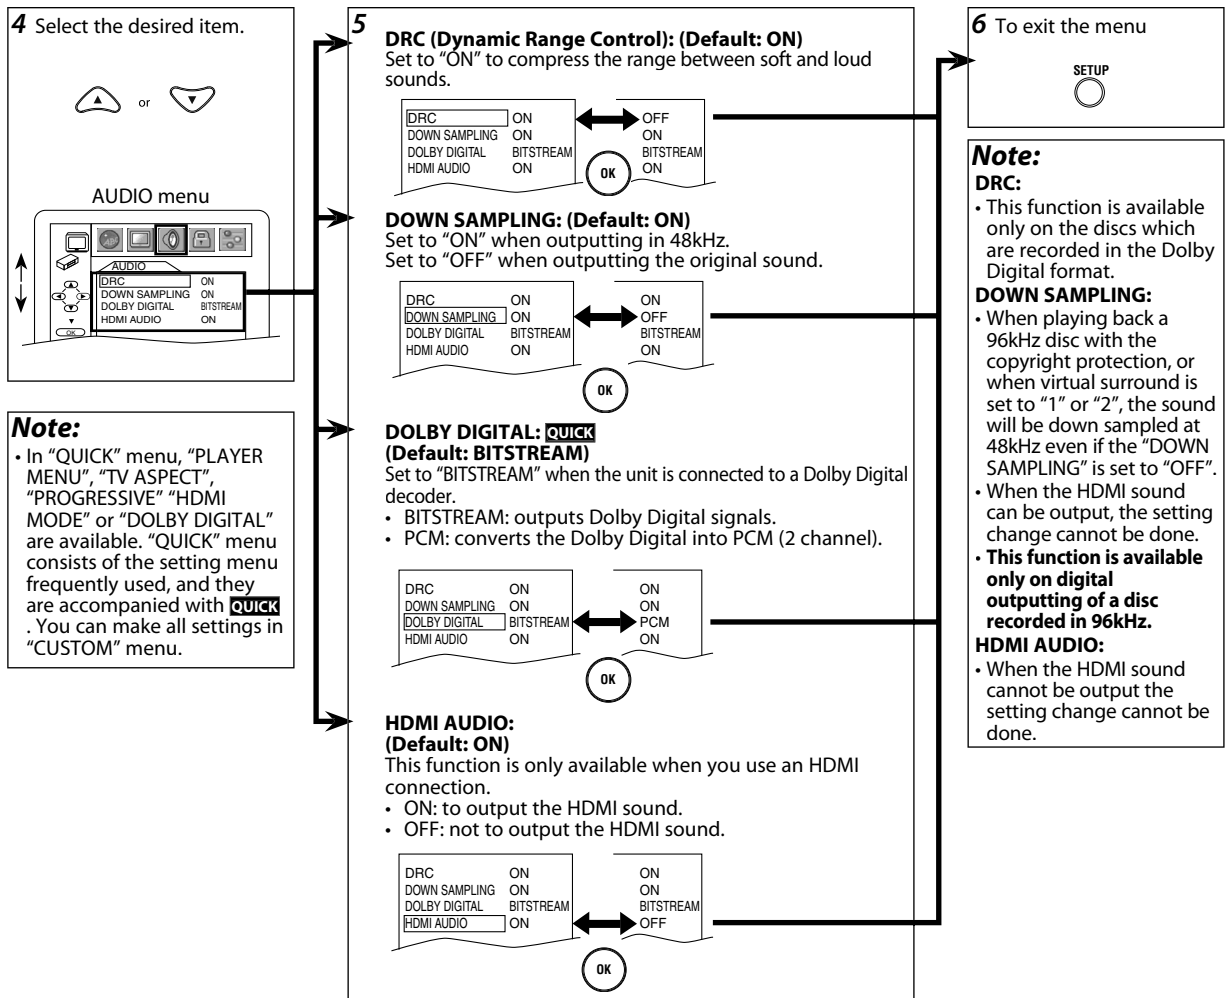 4 Select the desired item.
or
AUDIO menu
AUDIO
DRC ON
DOWN SAMPLING ON
DOLBY DIGITAL BITSTREAM
HDMI AUDIO ON
OK
Note:
• In “QUICK” menu, “PLAYER
MENU”, “TV ASPECT”,
“PROGRESSIVE” “HDMI
MODE” or “DOLBY DIGITAL”
are available. “QUICK” menu
consists of the setting menu
frequently used, and they
are accompanied with QUICK
. You can make all settings in
“CUSTOM” menu.
5
DRC (Dynamic Range Control): (Default: ON)
Set to “ON” to compress the range between soft and loud
sounds.
DRC ON OFF
DOWN SAMPLING ON ON
DOLBY DIGITAL BITSTREAM BITSTREAM
HDMI AUDIO ON ON
OK
DOWN SAMPLING: (Default: ON)
Set to “ON” when outputting in 48kHz.
Set to “OFF” when outputting the original sound.
DRC ON ON
DOWN SAMPLING ON OFF
DOLBY DIGITAL BITSTREAM BITSTREAM
HDMI AUDIO ON ON
OK
DOLBY DIGITAL: QUICK
(Default: BITSTREAM)
Set to “BITSTREAM” when the unit is connected to a Dolby Digital
decoder.
• BITSTREAM: outputs Dolby Digital signals.
• PCM: converts the Dolby Digital into PCM (2 channel).
DRC ON ON
DOWN SAMPLING ON ON
DOLBY DIGITAL BITSTREAM PCM
HDMI AUDIO ON ON
OK
HDMI AUDIO:
(Default: ON)
This function is only available when you use an HDMI
connection.
• ON: to output the HDMI sound.
• OFF: not to output the HDMI sound.
DRC ON ON
DOWN SAMPLING ON ON
DOLBY DIGITAL BITSTREAM BITSTREAM
HDMI AUDIO ON OFF
OK
6 To exit the menu
SETUP
Note:
DRC:
• This function is available
only on the discs which
are recorded in the Dolby
Digital format.
DOWN SAMPLING:
• When playing back a
96kHz disc with the
copyright protection, or
when virtual surround is
set to “1” or “2”, the sound
will be down sampled at
48kHz even if the “DOWN
SAMPLING” is set to “OFF”.
• When the HDMI sound
can be output, the setting
change cannot be done.
• This function is available
only on digital
outputting of a disc
recorded in 96kHz.
HDMI AUDIO:
• When the HDMI sound
cannot be output the
setting change cannot be
done.